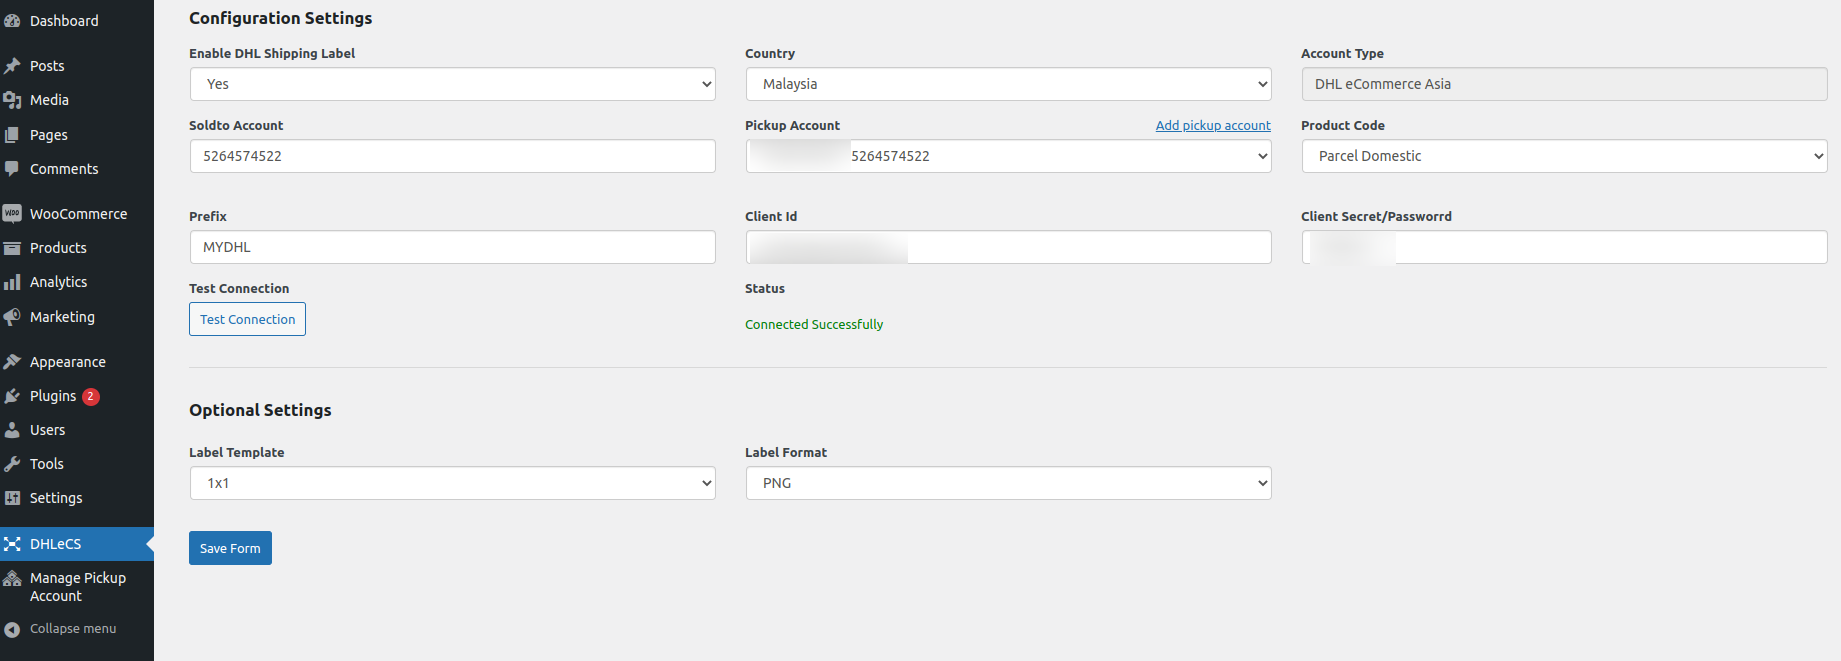 Dashboard
Posts
Media
Pages
Comments
WOO WooCommerce
Products
Analytics
Marketing
Appearance
Plugins 2
Users
Tools
Settings
DHLeCS
Manage Pickup
Account
Collapse menu
Configuration Settings
Enable DHL Shipping Label Country Account Type
Yes Malaysia DHL eCommerce Asia
Soldto Account Pickup Account Add pickup account Product Code
5264574522 5264574522 Parcel Domestic
Prefix Client Id Client Secret/Passworrd
MYDHL
Test Connection Status
Test Connection Connected Successfully
Optional Settings
Label Template Label Format
1x1 PNG
Save Form